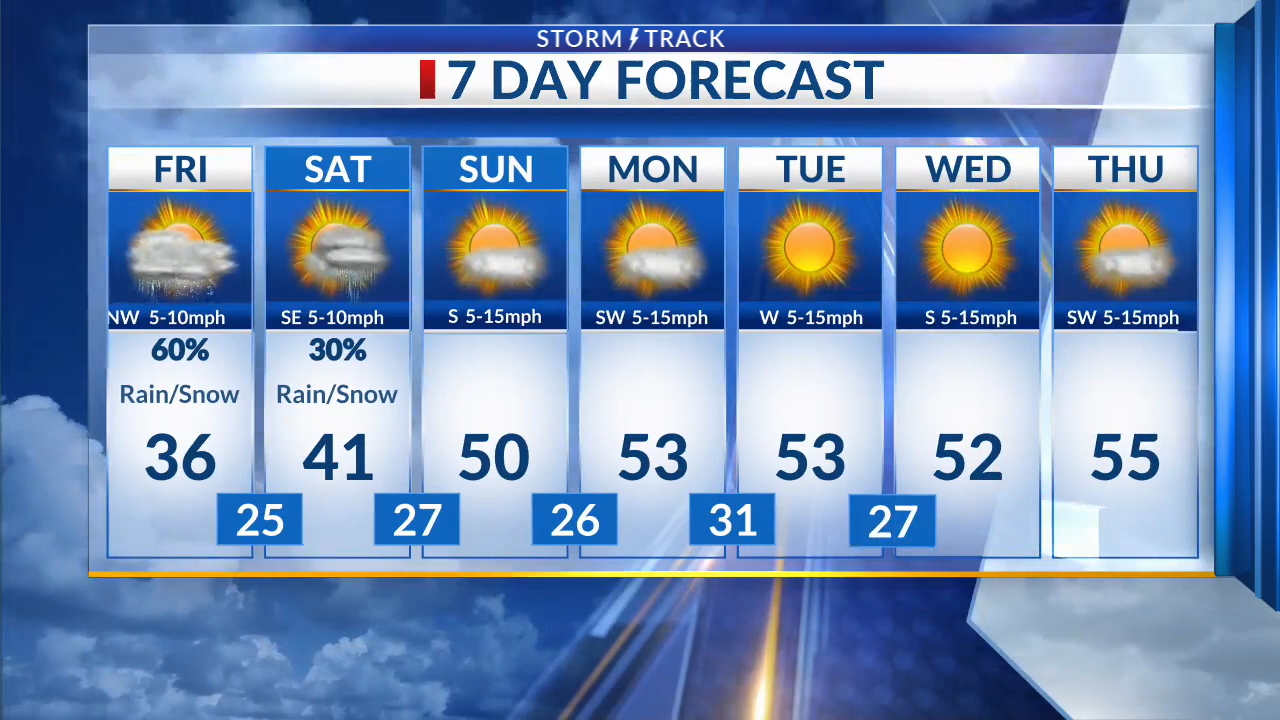 STORM TRACK
7 DAY FORECAST
FRI SAT SUN MON TUE WED THU
NW 5-10mph SE 5-10mph S 5-15mph SW 5-15mph W 5-15mph S 5-15mph SW 5-15mph
60% 30%
Rain/Snow Rain/Snow
36 41 50 53 53 52 55
25 27 26 31 27